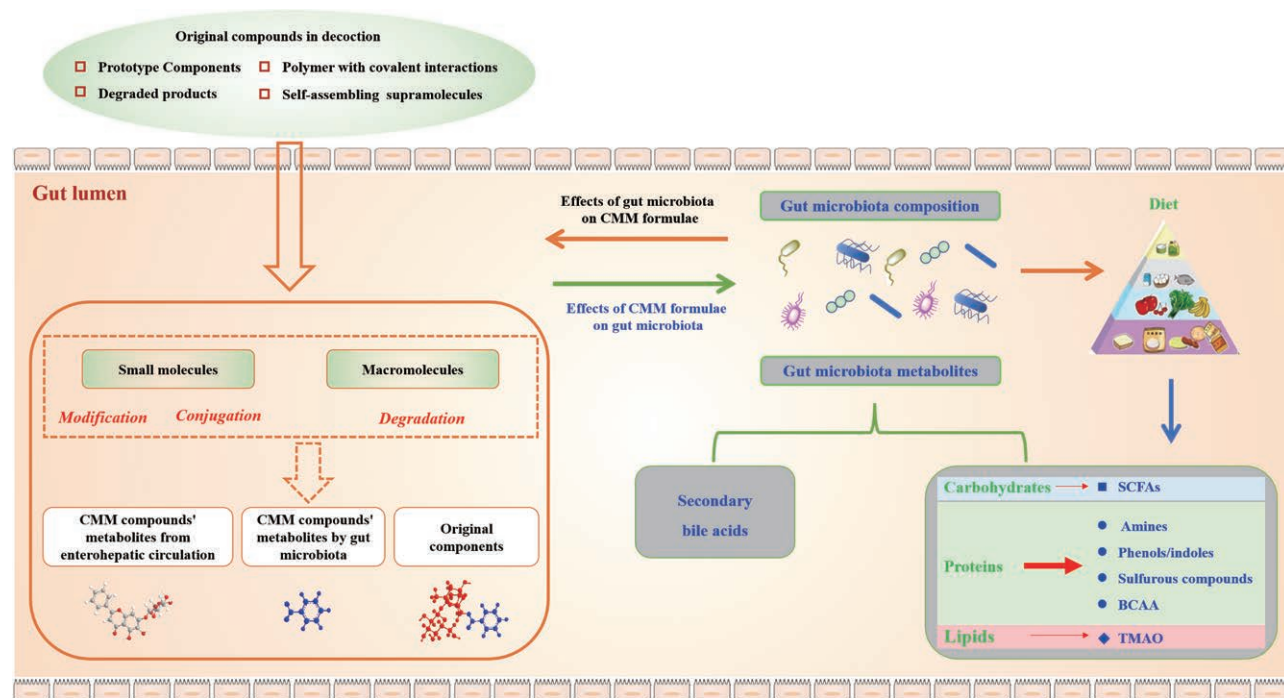 Original compounds in decoction
Prototype Components
Polymer with covalent interactions
Degraded products
Self-assembling supramolecules
Gut lumen
Effects of gut microbiota
on CMM formulae
Effects of CMM formulae
on gut microbiota
Gut microbiota composition
Diet
Small molecules
Macromolecules
Modification
Conjugation
Degradation
CMM compounds'
metabolites from
enterohepatic circulation
CMM compounds'
metabolites by gut
microbiota
Original
components
Gut microbiota metabolites
Secondary
bile acids
Carbohydrates
SCFAs
Proteins
Amines
Phenols/indoles
Sulfurous compounds
BCAA
Lipids
TMAO